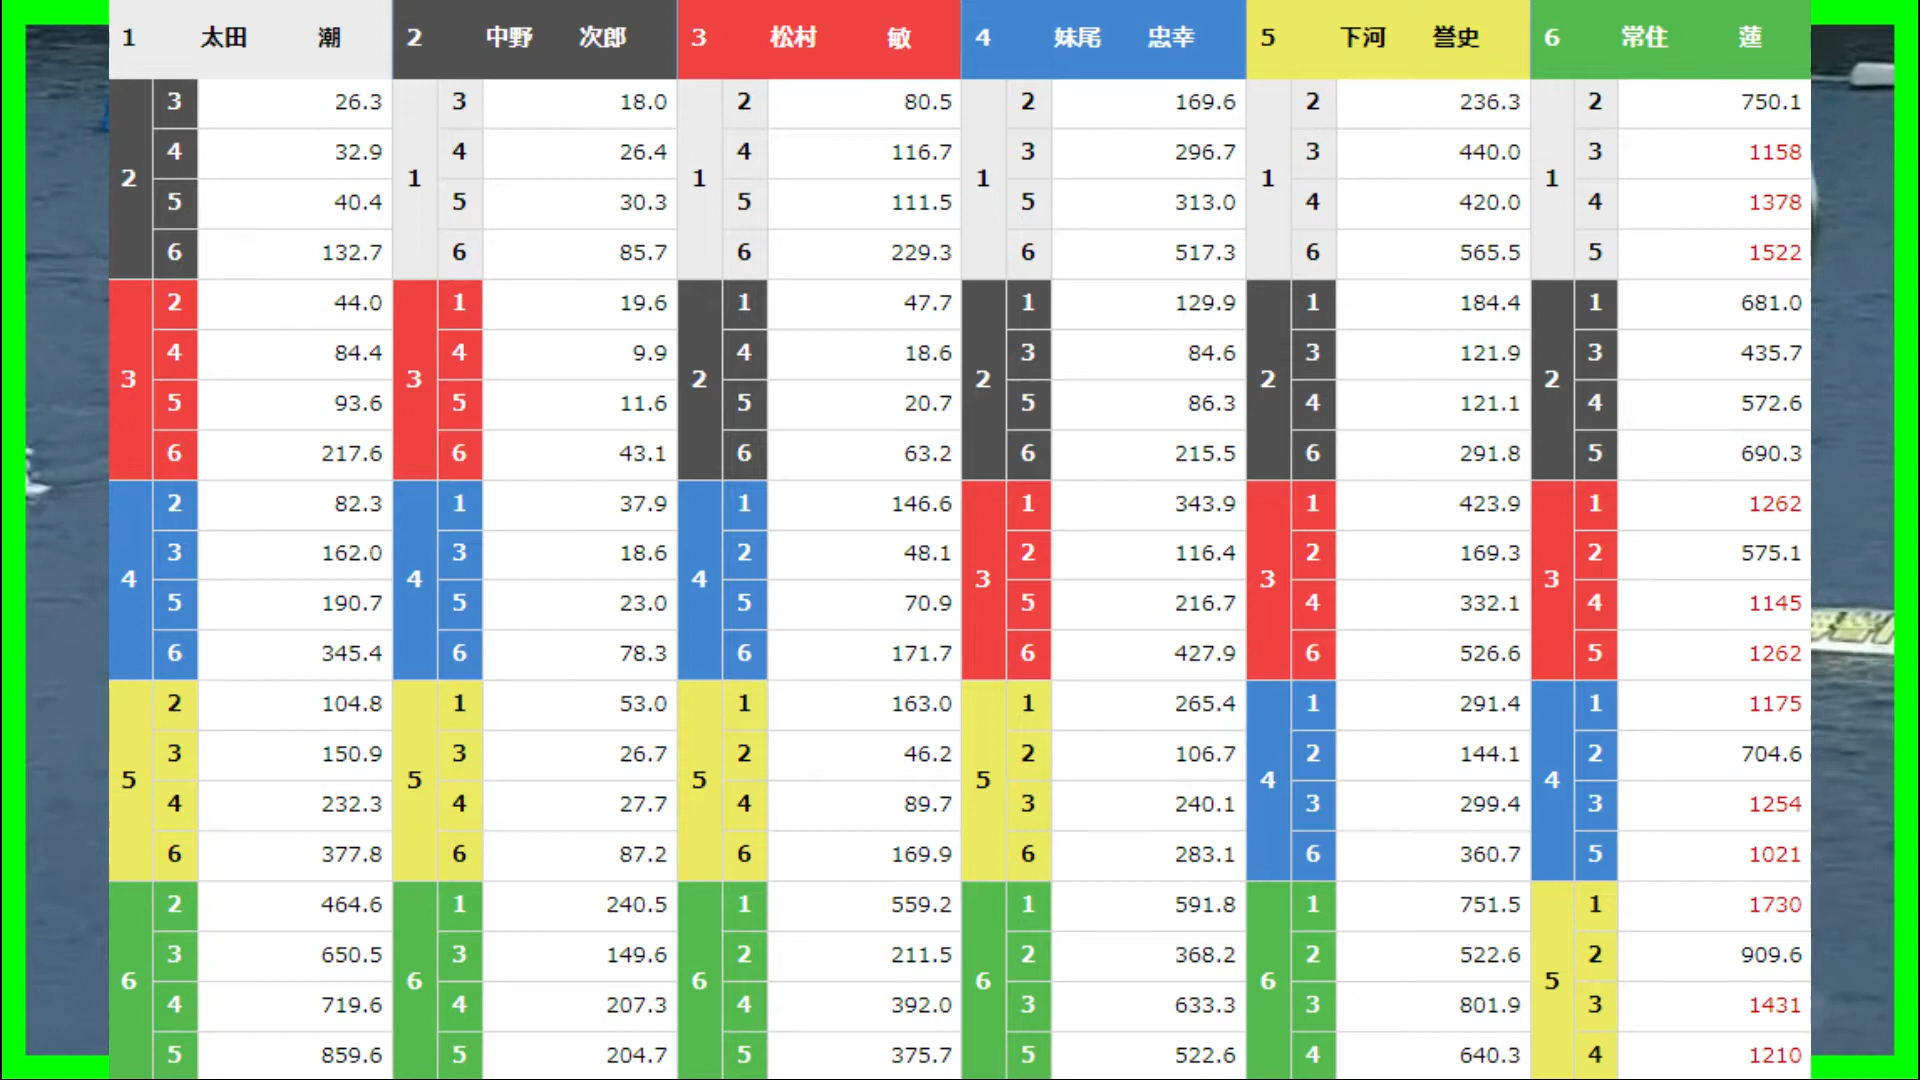 1 太田 潮 2 中野 次郎 3 松村 敏 4 妹尾 忠幸 5 下河 誉史 6 常住 蓮
3 26.3 3 18.0 2 80.5 2 169.6 2 236.3 2 750.1
4 32.9 4 26.4 4 116.7 3 296.7 3 440.0 3 1158
2 1 1 1 1 1
5 40.4 5 30.3 5 111.5 5 313.0 4 420.0 4 1378
6 132.7 6 85.7 6 229.3 6 517.3 6 565.5 5 1522
2 44.0 1 19.6 1 47.7 1 129.9 1 184.4 1 681.0
4 84.4 4 9.9 4 18.6 3 84.6 3 121.9 3 435.7
3 3 2 2 2 2
5 93.6 5 11.6 5 20.7 5 86.3 4 121.1 4 572.6
6 217.6 6 43.1 6 63.2 6 215.5 6 291.8 5 690.3
2 82.3 1 37.9 1 146.6 1 343.9 1 423.9 1 1262
3 162.0 3 18.6 2 48.1 2 116.4 2 169.3 2 575.1
4 4 4 3 3 3
5 190.7 5 23.0 5 70.9 5 216.7 4 332.1 4 1145
6 345.4 6 78.3 6 171.7 6 427.9 6 526.6 5 1262
2 104.8 1 53.0 1 163.0 1 265.4 1 291.4 1 1175
3 150.9 3 26.7 2 46.2 2 106.7 2 144.1 2 704.6
5 5 5 5 4 4
4 232.3 4 27.7 4 89.7 3 240.1 3 299.4 3 1254
6 377.8 6 87.2 6 169.9 6 283.1 6 360.7 5 1021
2 464.6 1 240.5 1 559.2 1 591.8 1 751.5 1 1730
3 650.5 3 149.6 2 211.5 2 368.2 2 522.6 2 909.6
6 6 6 6 6 5
4 719.6 4 207.3 4 392.0 3 633.3 3 801.9 3 1431
5 859.6 5 204.7 5 375.7 5 522.6 4 640.3 4 1210